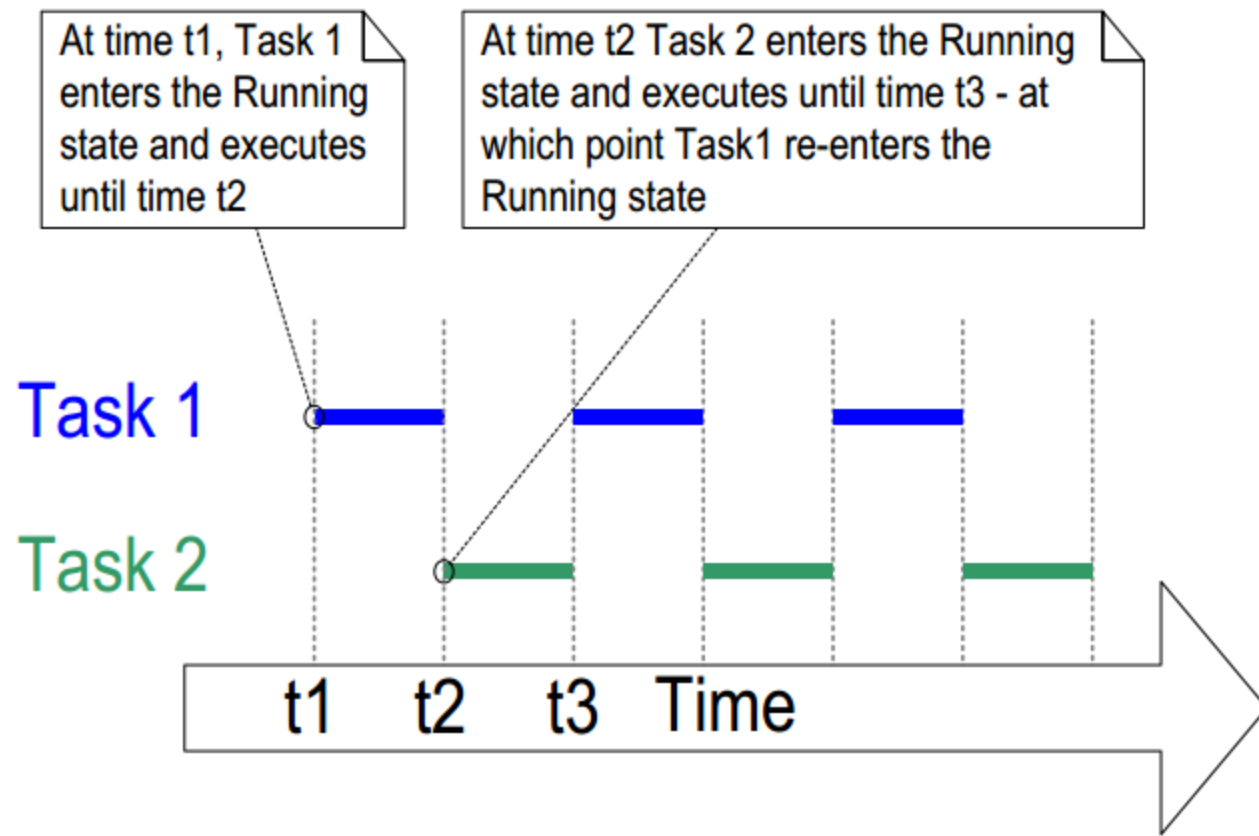 At time t1, Task 1
enters the Running
state and executes
until time t2
At time t2 Task 2 enters the Running
state and executes until time t3 - at
which point Task1 re-enters the
Running state
Task 1
Task 2
t1 t2 t3 Time